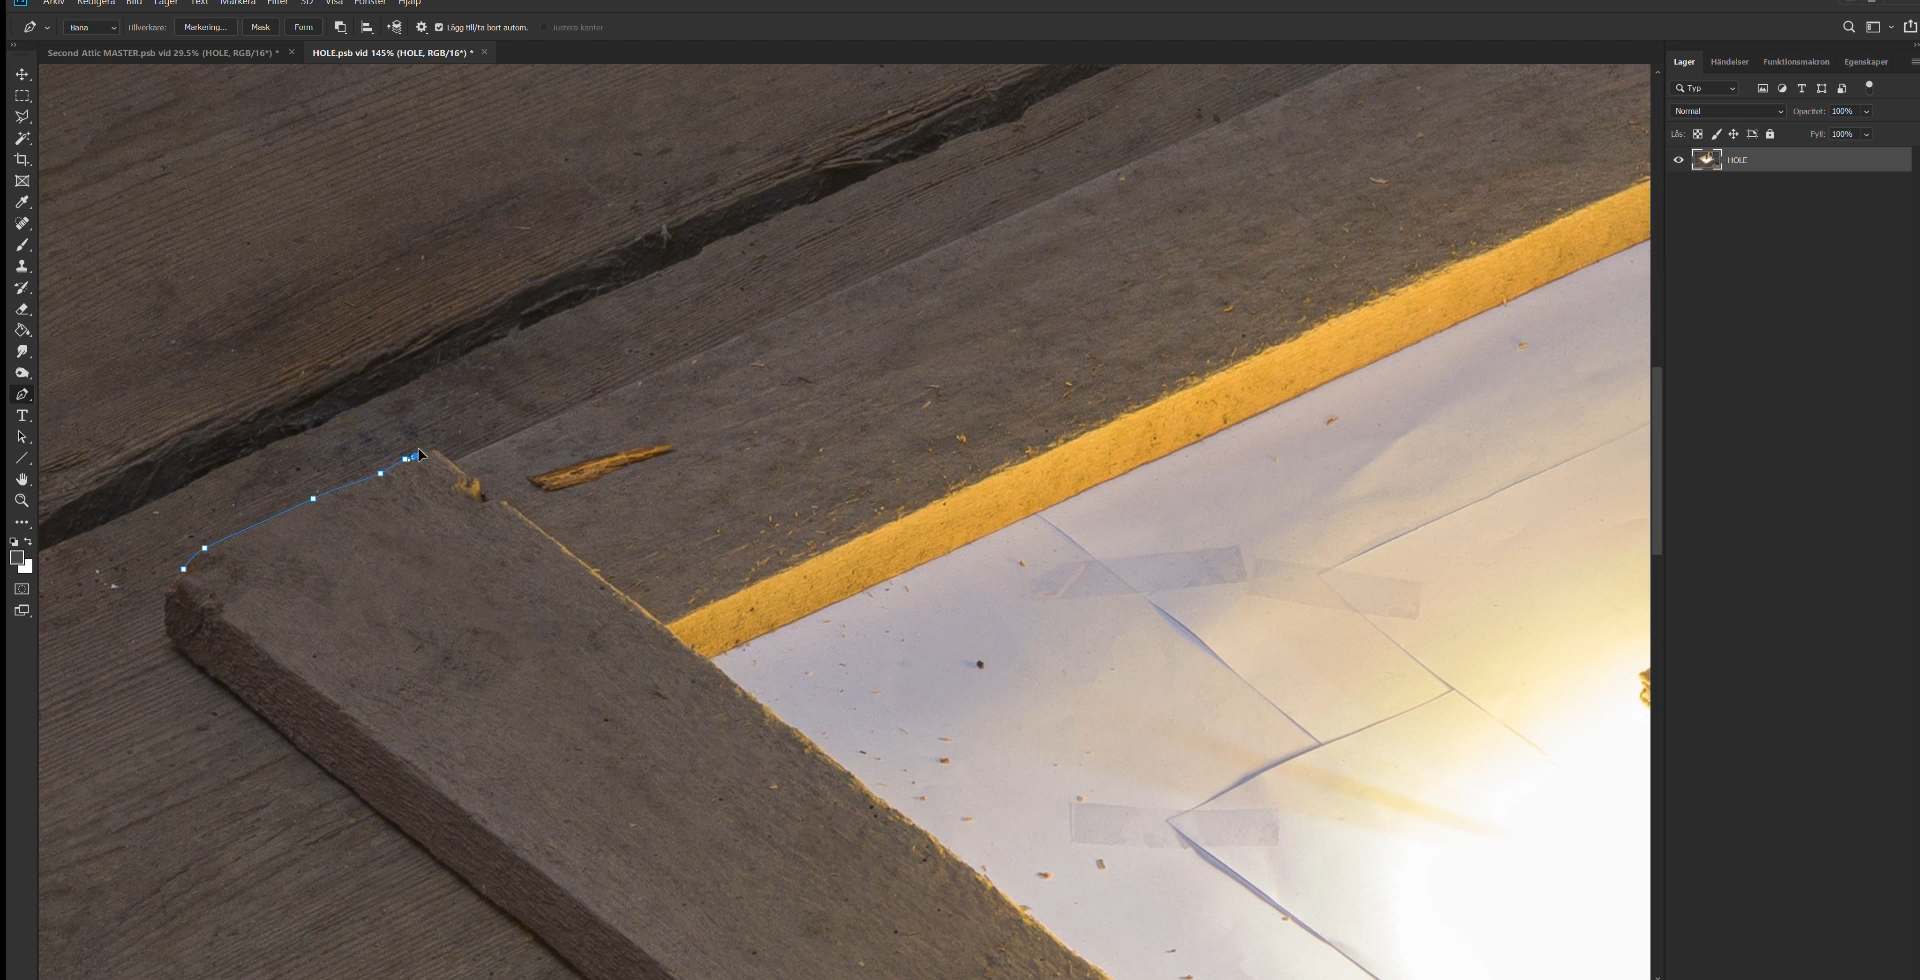 Arkiv Redigera Bild Lager Text Markera Filter 3D Visa Fönster Hjälp
Bana Tillverkare: Markering... Mask Form Lägg till/ta bort autom. Justera kanter
Second Attic MASTER.psb vid 29.5% (HOLE, RGB/16*) * × HOLE.psb vid 145% (HOLE, RGB/16*) * ×
Lager Händelser Funktionsmakron Egenskaper
Typ
Normal Opacitet: 100%
Lås: Fyll: 100%
HOLE